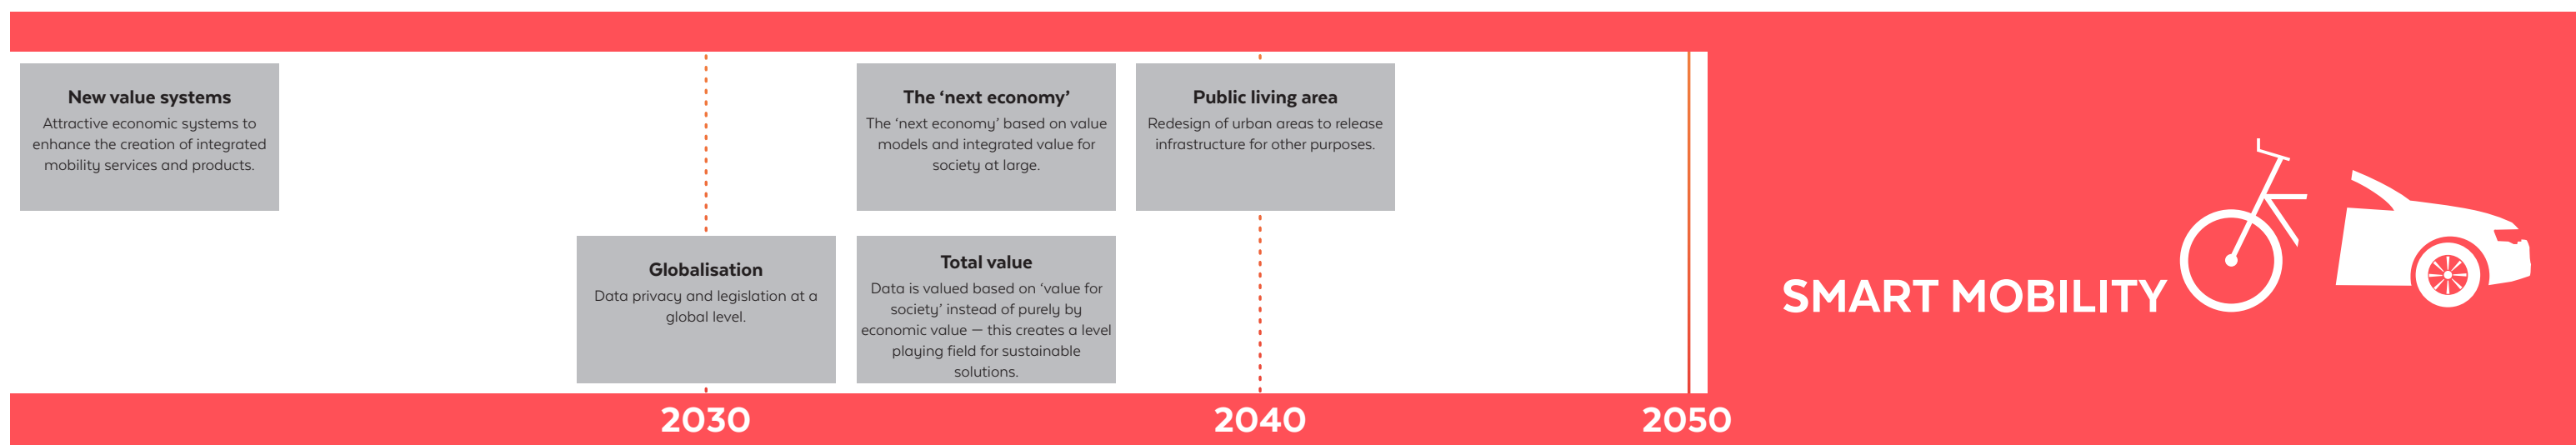 New value systems
Attractive economic systems to
enhance the creation of integrated
mobility services and products.
The ‘next economy’
The ‘next economy’ based on value
models and integrated value for
society at large.
Public living area
Redesign of urban areas to release
infrastructure for other purposes.
Globalisation
Data privacy and legislation at a
global level.
Total value
Data is valued based on ‘value for
society’ instead of purely by
economic value — this creates a level
playing field for sustainable
solutions.
SMART MOBILITY
2030
2040
2050